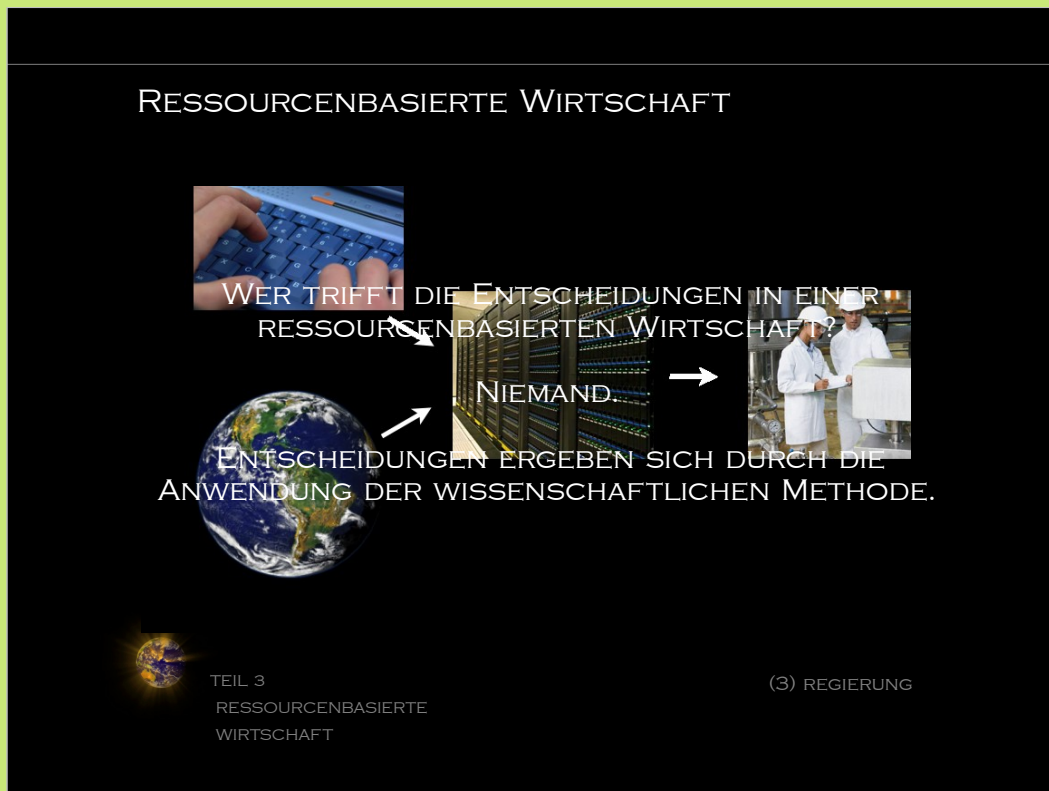 Ressourcenbasierte Wirtschaft
Wer trifft die Entscheidungen in einer
ressourcenbasierten Wirtschaft?
Niemand.
Entscheidungen ergeben sich durch die
Anwendung der wissenschaftlichen Methode.
teil 3
ressourcenbasierte
wirtschaft
(3) regierung